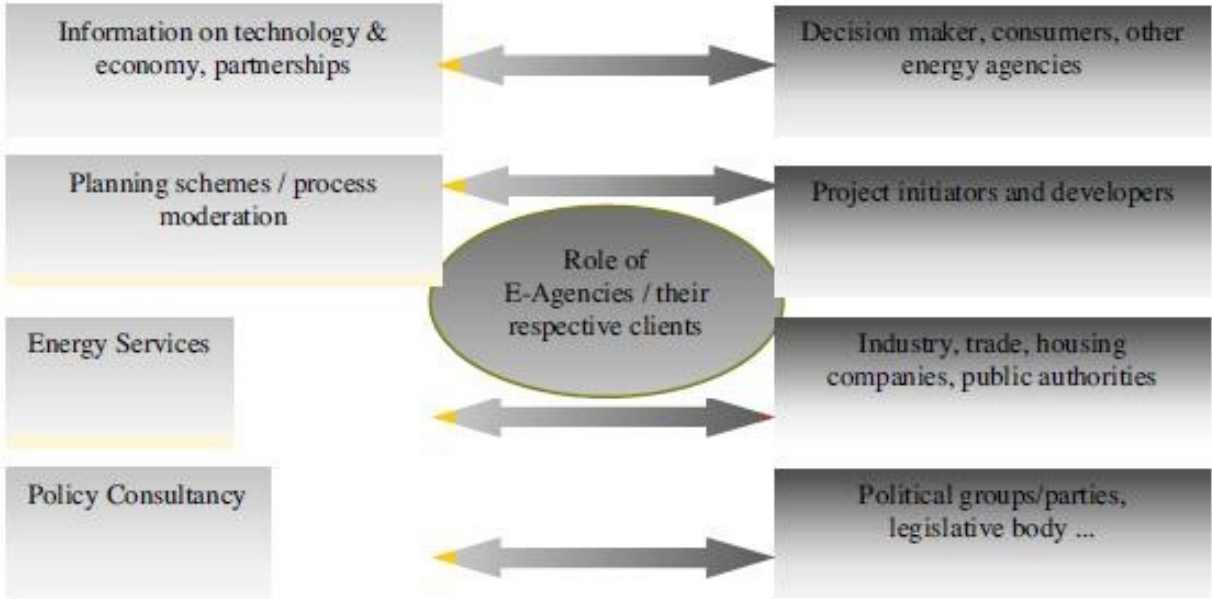 Information on technology &
economy, partnerships
Decision maker, consumers, other
energy agencies
Planning schemes / process
moderation
Project initiators and developers
Role of
E-Agencies / their
respective clients
Energy Services
Industry, trade, housing
companies, public authorities
Policy Consultancy
Political groups/parties,
legislative body ...